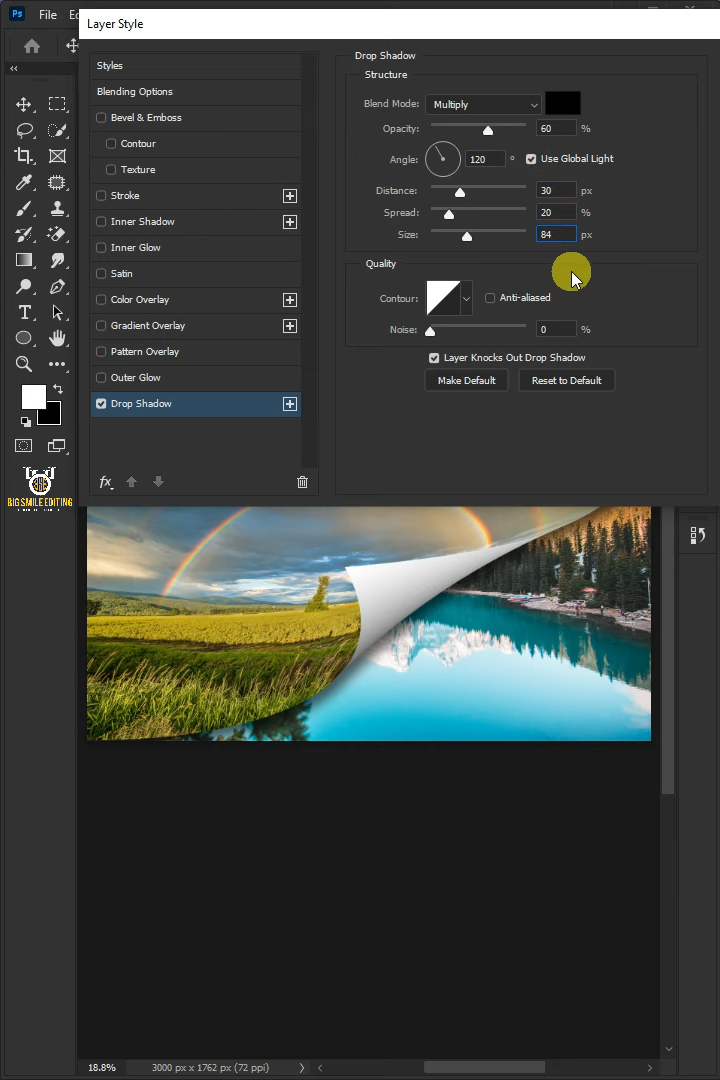 Ps File
Layer Style
Styles
Blending Options
Bevel & Emboss
Contour
Texture
Stroke
Inner Shadow
Inner Glow
Satin
Color Overlay
Gradient Overlay
Pattern Overlay
Outer Glow
Drop Shadow
fx
Drop Shadow
Structure
Blend Mode: Multiply
Opacity: 60 %
Angle: 120 ° Use Global Light
Distance: 30 px
Spread: 20 %
Size: 84 px
Quality
Contour: Anti-aliased
Noise: 0 %
Layer Knocks Out Drop Shadow
Make Default Reset to Default
BIG SMILE EDITING
18.8% 3000 px x 1762 px (72 ppi)